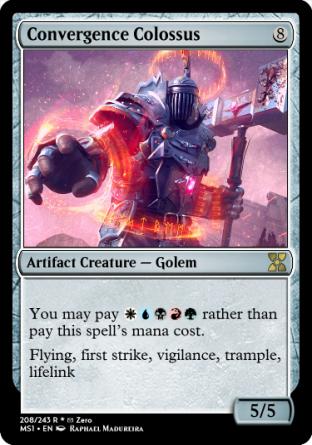 Convergence Colossus 8
Artifact Creature — Golem
You may pay rather than
pay this spell's mana cost.
Flying, first strike, vigilance, trample,
lifelink
5/5
208/243 R * Zero
MS1 • EN Raphael Madureira